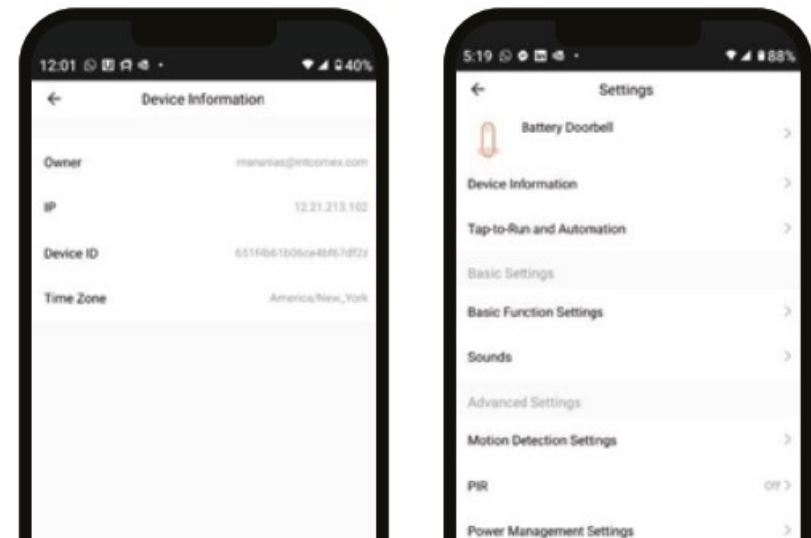 12:01
40%
Device Information
Owner
IP 12.21.213.102
Device ID
Time Zone America/New_York
5:19
88%
Settings
Battery Doorbell
Device Information
Tap-to-Run and Automation
Basic Settings
Basic Function Settings
Sounds
Advanced Settings
Motion Detection Settings
PIR Off
Power Management Settings